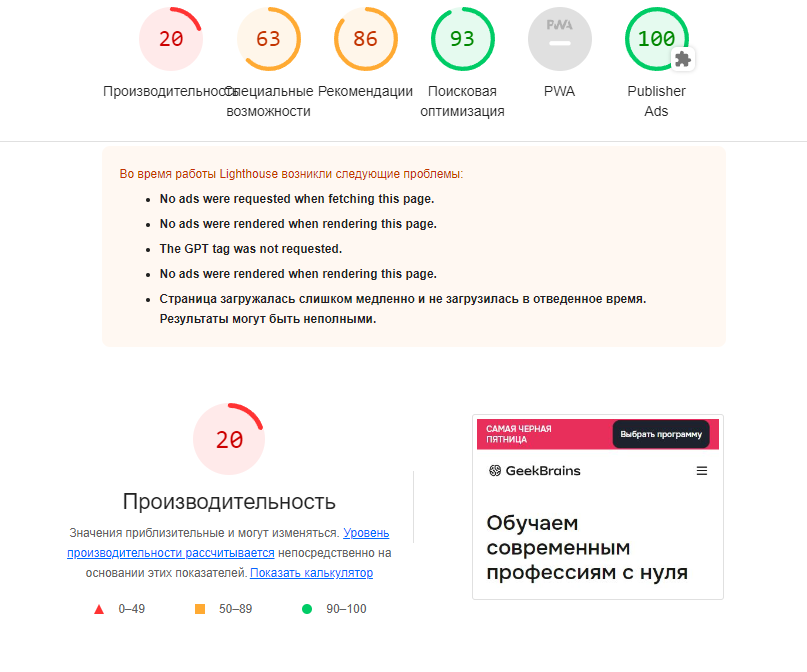 20
63
86
93
PWA
100
Производительность
Специальные возможности
Рекомендации
Поисковая оптимизация
PWA
Publisher Ads
Во время работы Lighthouse возникли следующие проблемы:
No ads were requested when fetching this page.
No ads were rendered when rendering this page.
The GPT tag was not requested.
No ads were rendered when rendering this page.
Страница загружалась слишком медленно и не загрузилась в отведенное время.
Результаты могут быть неполными.
20
Производительность
Значения приблизительные и могут изменяться. Уровень
производительности рассчитывается непосредственно на
основании этих показателей. Показать калькулятор
0–49
50–89
90–100
САМАЯ ЧЕРНАЯ
ПЯТНИЦА
Выбрать программу
GeekBrains
Обучаем
современным
профессиям с нуля